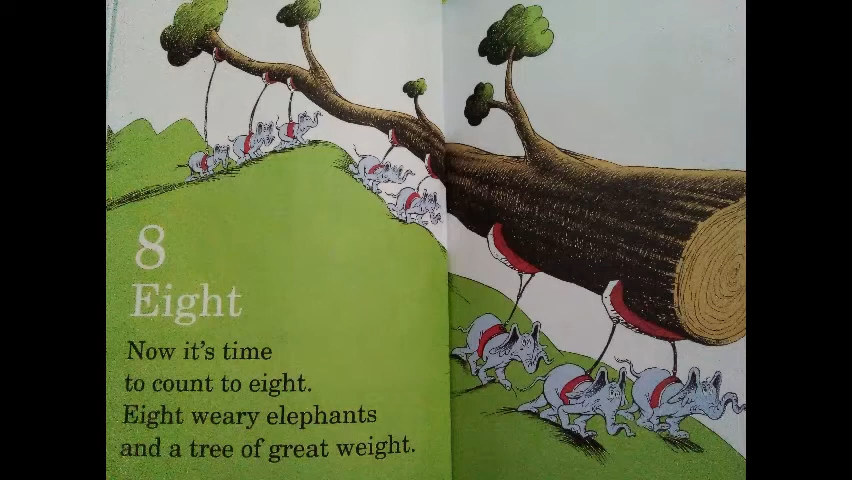 8
Eight
Now it's time
to count to eight.
Eight weary elephants
and a tree of great weight.